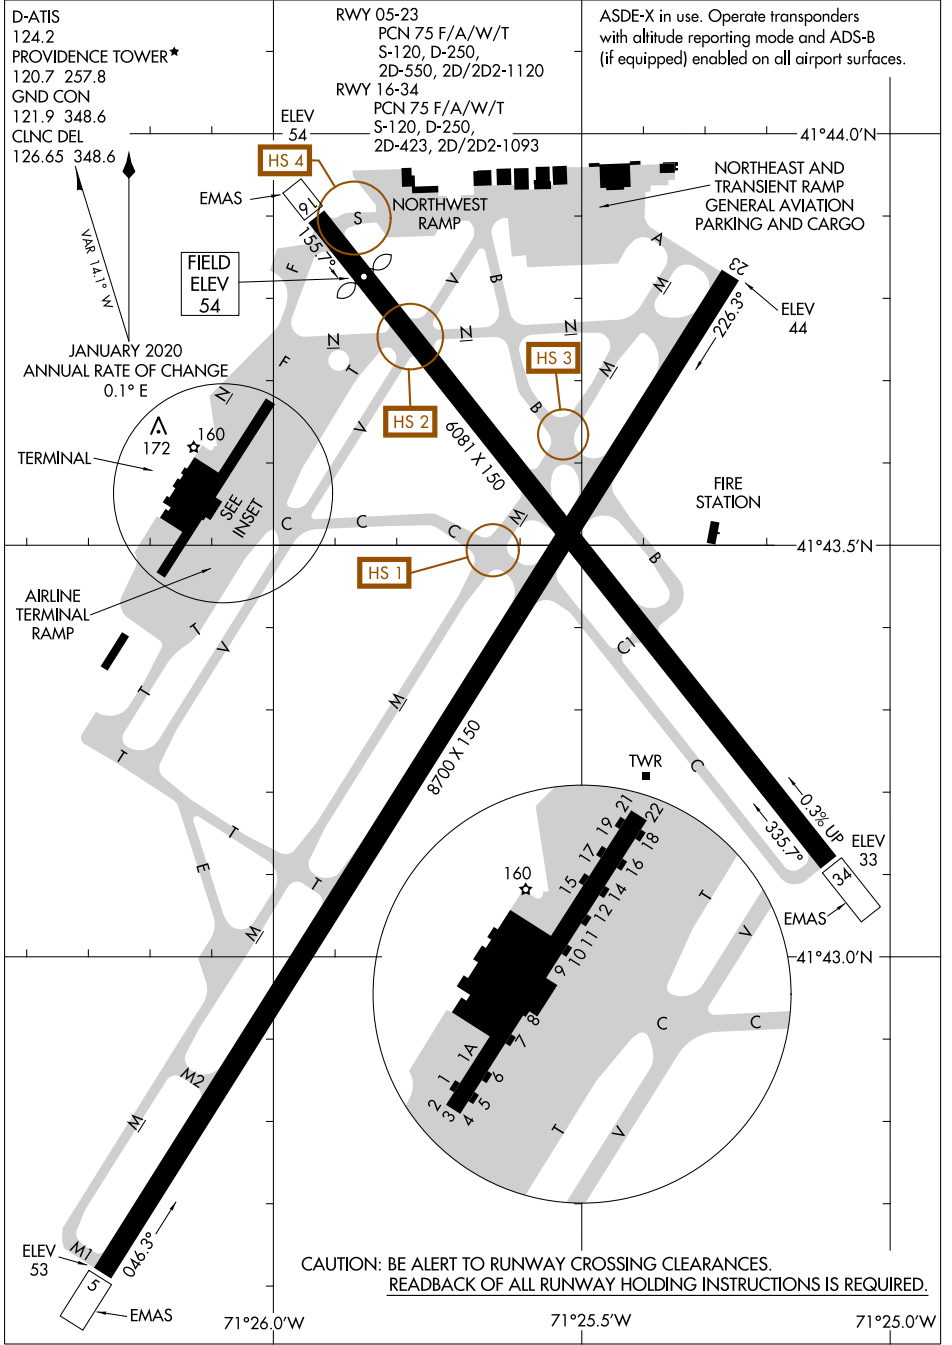 D-ATIS
124.2
PROVIDENCE TOWER★
120.7 257.8
GND CON
121.9 348.6
CLNC DEL
126.65 348.6
RWY 05-23
PCN 75 F/A/W/T
S-120, D-250,
2D-550, 2D/2D2-1120
RWY 16-34
PCN 75 F/A/W/T
S-120, D-250,
2D-423, 2D/2D2-1093
ASDE-X in use. Operate transponders
with altitude reporting mode and ADS-B
(if equipped) enabled on all airport surfaces.
ELEV
54
41°44.0'N
HS 4
EMAS
16
S
NORTHWEST
RAMP
NORTHEAST AND
TRANSIENT RAMP
GENERAL AVIATION
PARKING AND CARGO
VAR 14.1° W
155.7°
F
FIELD
ELEV
54
V
B
A
M
23
ELEV
44
226.3°
JANUARY 2020
ANNUAL RATE OF CHANGE
0.1° E
N
N
N
HS 3
F
T
M
N
HS 2
B
V
6081 X 150
172
160
TERMINAL
SEE
INSET
FIRE
STATION
C
C
C
M
41°43.5'N
HS 1
B
AIRLINE
TERMINAL
RAMP
T
V
C1
T
M
8700 X 150
T
TWR
C
0.3% UP
335.7°
ELEV
33
34
EMAS
T
E
T
M
41°43.0'N
21
22
19
18
17
16
15
14
12
11
10
9
8
7
1A
6
1
5
2
3
4
160
T
V
C
C
T
V
M2
M
M1
046.3°
ELEV
53
5
EMAS
CAUTION: BE ALERT TO RUNWAY CROSSING CLEARANCES.
READBACK OF ALL RUNWAY HOLDING INSTRUCTIONS IS REQUIRED.
71°26.0'W
71°25.5'W
71°25.0'W